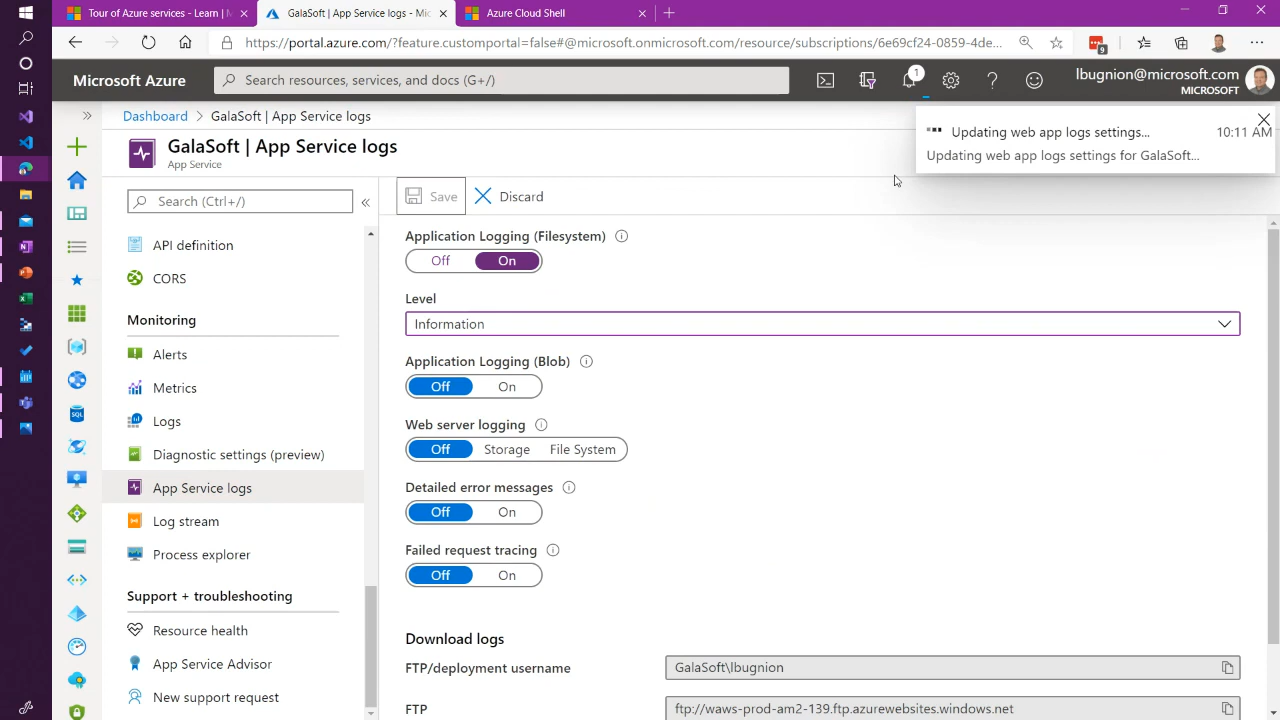 Tour of Azure services - Learn | M
GalaSoft | App Service logs - Mic
Azure Cloud Shell
https://portal.azure.com/?feature.customportal=false#@microsoft.onmicrosoft.com/resource/subscriptions/6e69cf24-0859-4de...
9
Microsoft Azure
Search resources, services, and docs (G+/)
1
lbugnion@microsoft.com
MICROSOFT
Dashboard > GalaSoft | App Service logs
Updating web app logs settings... 10:11 AM
Updating web app logs settings for GalaSoft...
GalaSoft | App Service logs
App Service
Search (Ctrl+/)
Save
Discard
API definition
CORS
Monitoring
Alerts
Metrics
Logs
Diagnostic settings (preview)
App Service logs
Log stream
Process explorer
Support + troubleshooting
Resource health
App Service Advisor
New support request
Application Logging (Filesystem)
Off On
Level
Information
Application Logging (Blob)
Off On
Web server logging
Off Storage File System
Detailed error messages
Off On
Failed request tracing
Off On
Download logs
FTP/deployment username
GalaSoft\lbugnion
FTP
ftp://waws-prod-am2-139.ftp.azurewebsites.windows.net